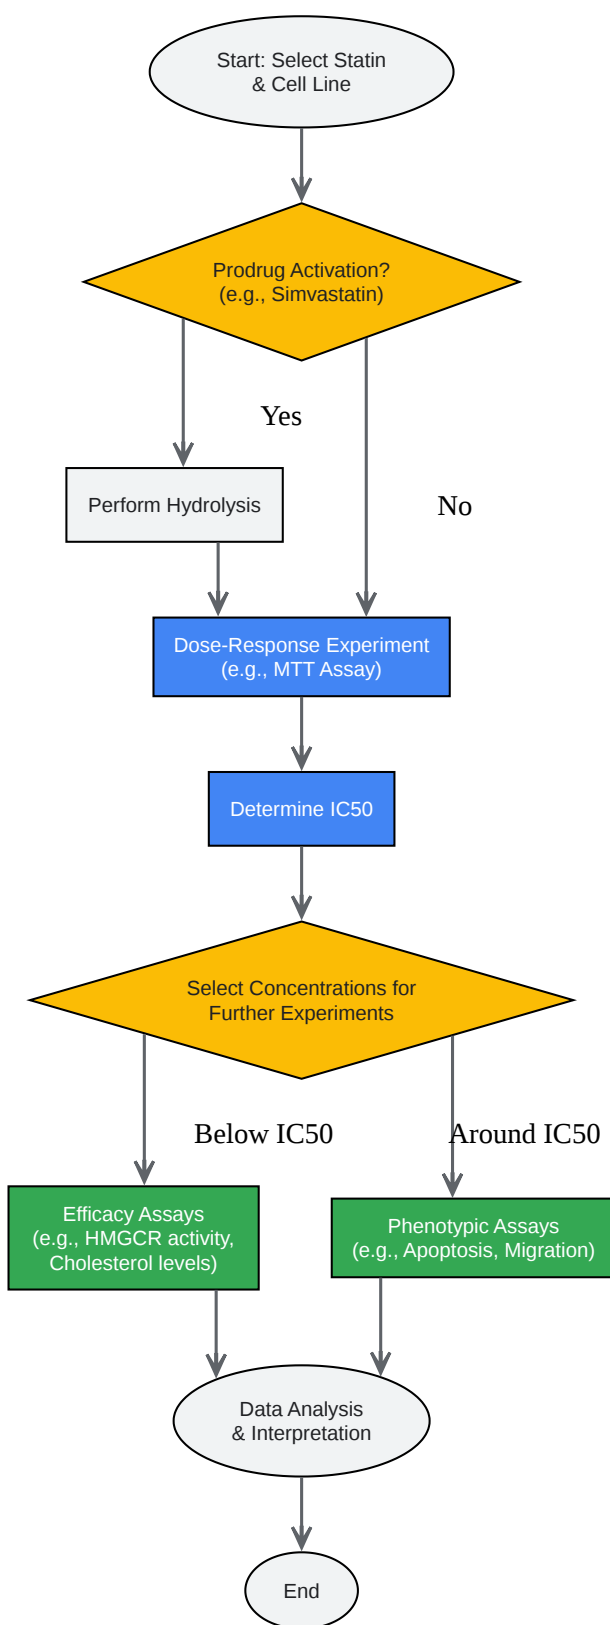 Start: Select Statin
& Cell Line
Prodrug Activation?
(e.g., Simvastatin)
Yes
Perform Hydrolysis
No
Dose-Response Experiment
(e.g., MTT Assay)
Determine IC50
Select Concentrations for
Further Experiments
Below IC50
Around IC50
Efficacy Assays
(e.g., HMGCR activity,
Cholesterol levels)
Phenotypic Assays
(e.g., Apoptosis, Migration)
Data Analysis
& Interpretation
End